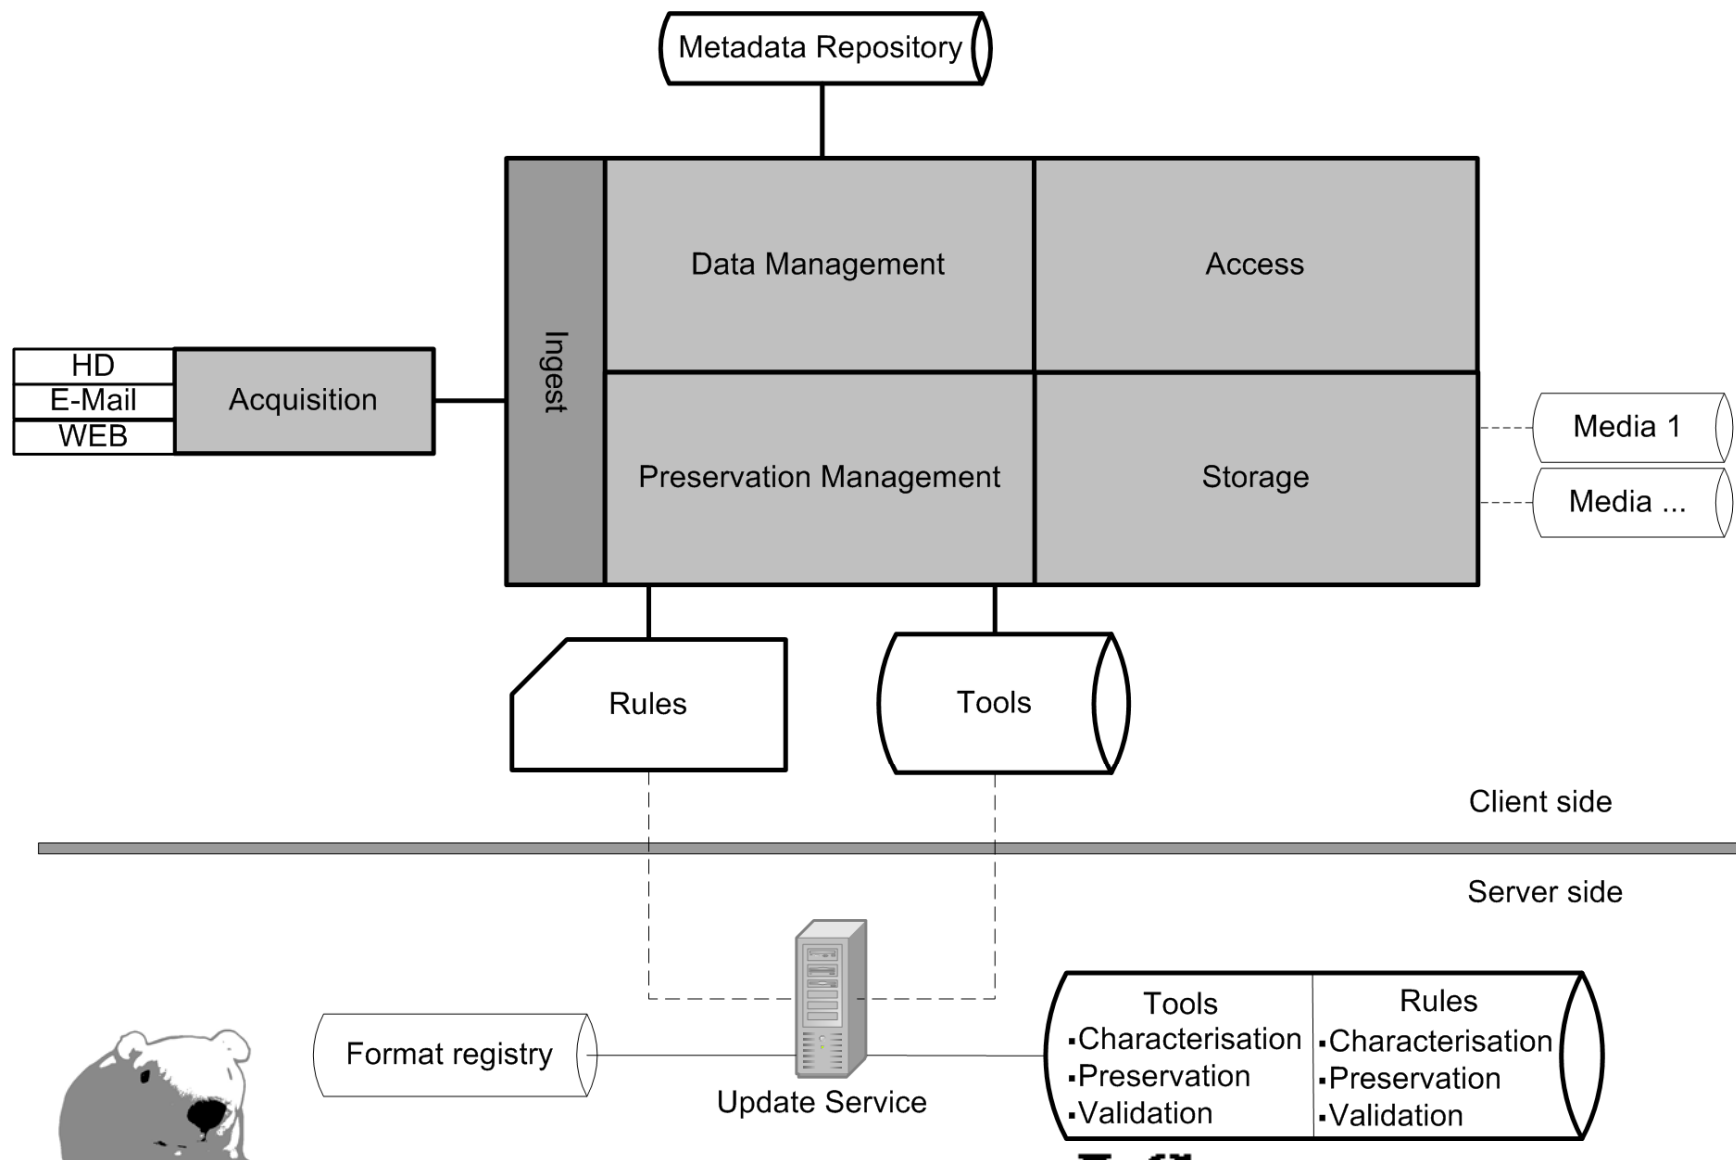 Metadata Repository
Data Management
Access
Ingest
HD
E-Mail
WEB
Acquisition
Preservation Management
Storage
Media 1
Media ...
Rules
Tools
Client side
Server side
Format registry
Update Service
Tools
▪Characterisation
▪Preservation
▪Validation
Rules
▪Characterisation
▪Preservation
▪Validation